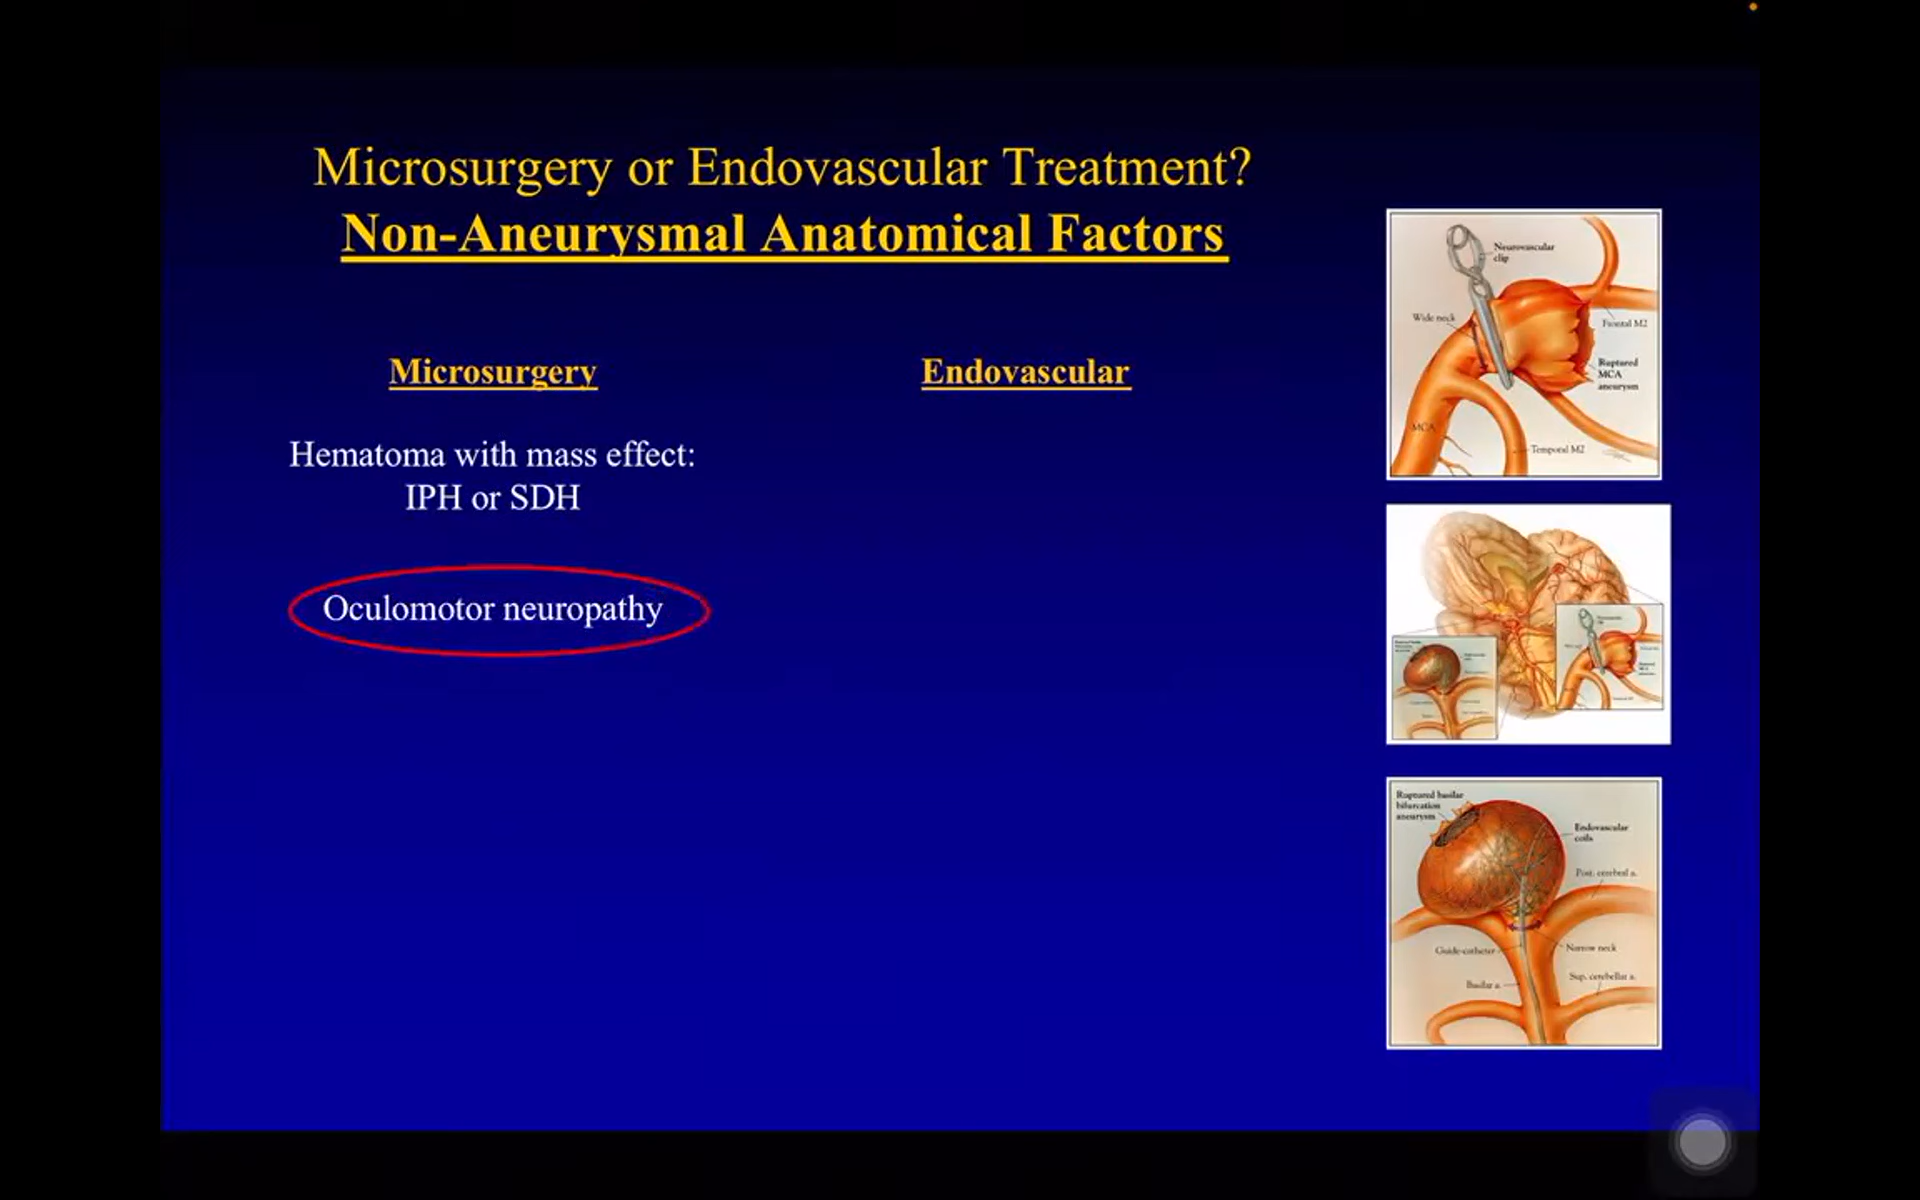 Microsurgery or Endovascular Treatment?
Non-Aneurysmal Anatomical Factors
Microsurgery
Hematoma with mass effect:
IPH or SDH
Oculomotor neuropathy
Endovascular
Neurovascular
clip
Wide neck
Frontal M2
Ruptured
MCA
aneurysm
MCA
Temporal M2
Ruptured basilar
bifurcation
aneurysm
Endovascular
coils
Post. cerebral a.
Guide-catheter
Narrow neck
Basilar a.
Sup. cerebellar a.